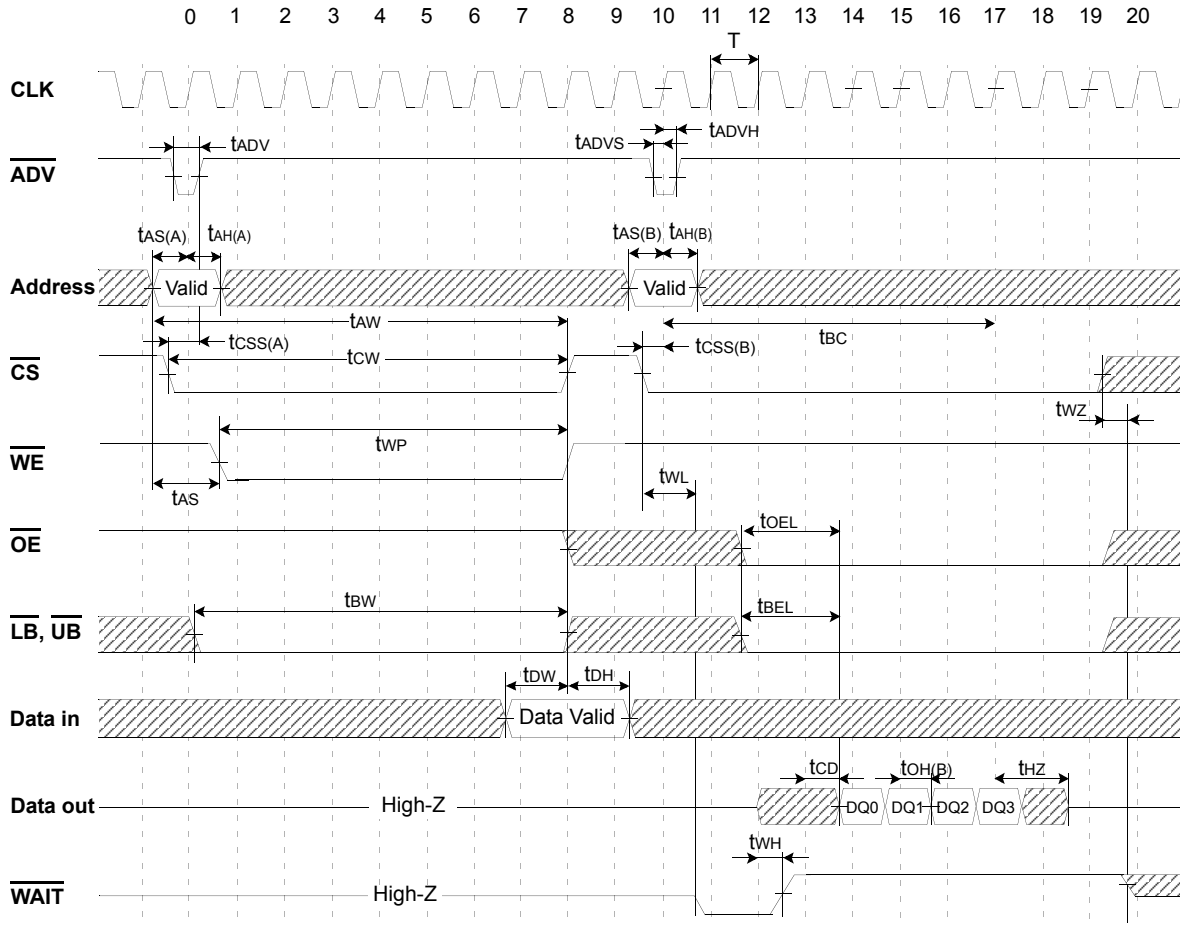 0 1 2 3 4 5 6 7 8 9 10 11 12 13 14 15 16 17 18 19 20
T
CLK
tADV
tADVS
tADVH
ADV
tAS(A)
tAH(A)
tAS(B)
tAH(B)
Address
Valid
Valid
tAW
tBC
tCSS(A)
tCW
tCSS(B)
CS
tWZ
tWP
WE
tAS
tWL
tOEL
OE
tBW
tBEL
LB, UB
tDW
tDH
Data in
Data Valid
tCD
tOH(B)
tHZ
Data out
High-Z
DQ0
DQ1
DQ2
DQ3
tWH
WAIT
High-Z